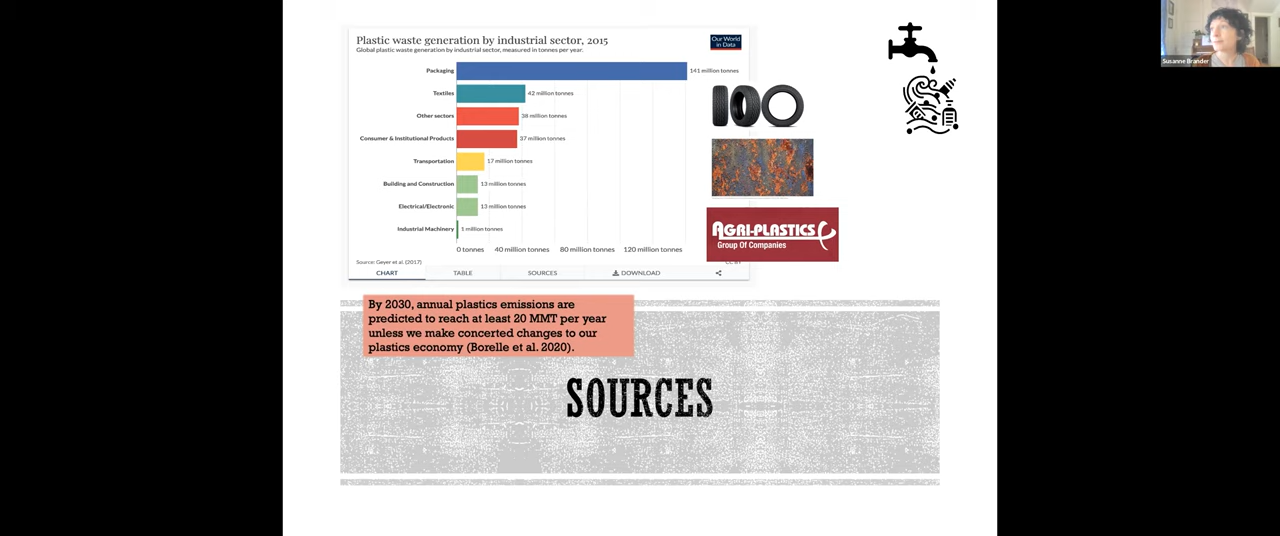 Plastic waste generation by industrial sector, 2015
Global plastic waste generation by industrial sector, measured in tonnes per year.
Our World
in Data
Packaging 141 million tonnes
Textiles 42 million tonnes
Other sectors 38 million tonnes
Consumer & Institutional Products 37 million tonnes
Transportation 17 million tonnes
Building and Construction 13 million tonnes
Electrical/Electronic 13 million tonnes
Industrial Machinery 1 million tonnes
0 tonnes 40 million tonnes 80 million tonnes 120 million tonnes
Source: Geyer et al. (2017)
CHART TABLE SOURCES DOWNLOAD
AGRI-PLASTICS
Group Of Companies
Susanne Brander
By 2030, annual plastics emissions are
predicted to reach at least 20 MMT per year
unless we make concerted changes to our
plastics economy (Borelle et al. 2020).
SOURCES